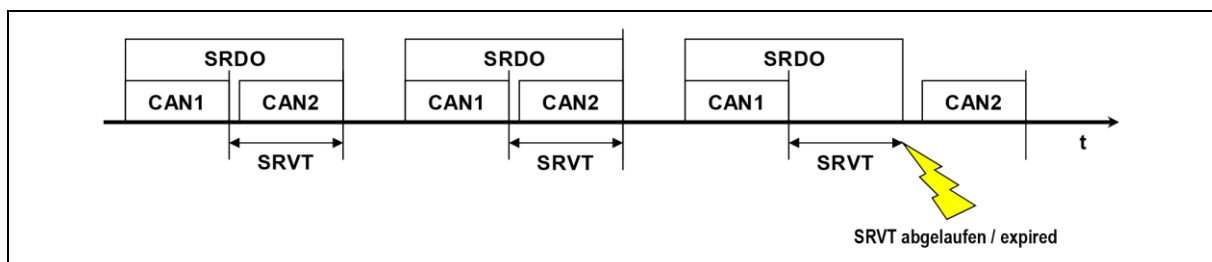 SRDO SRDO SRDO
CAN1 CAN2 CAN1 CAN2 CAN1 CAN2
t
SRVT SRVT SRVT
SRVT abgelaufen / expired